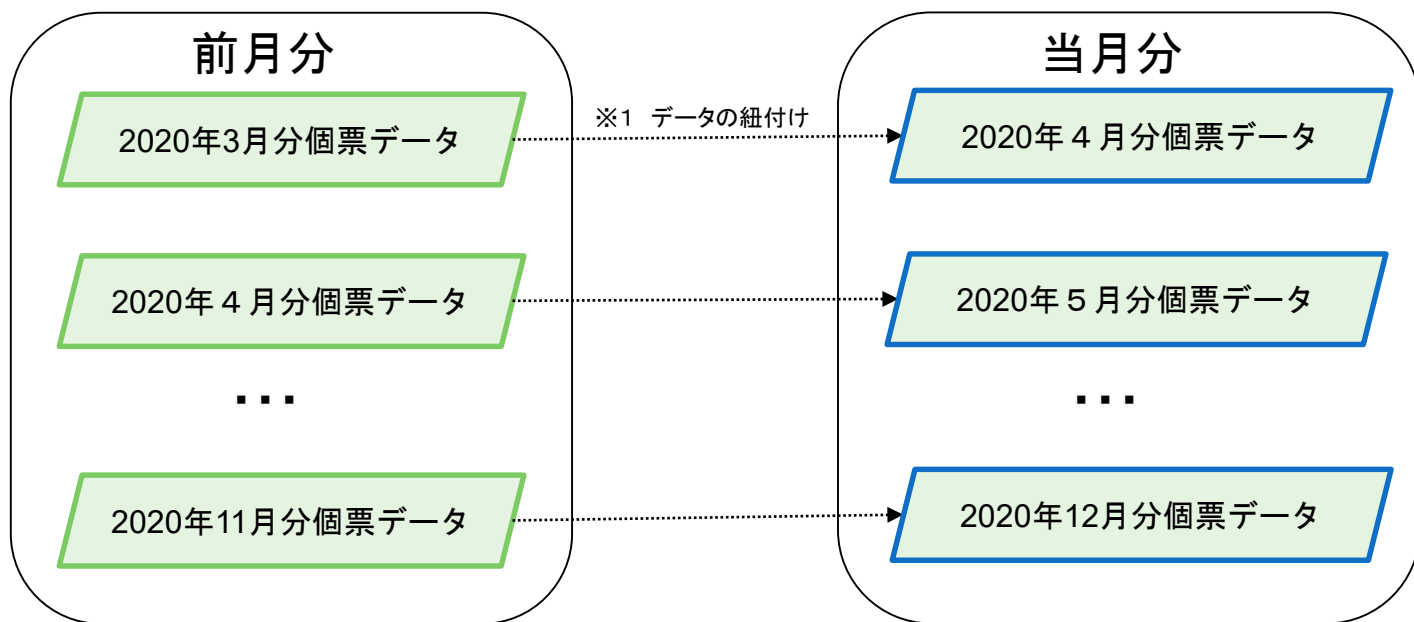 前月分
2020年3月分個票データ
2020年４月分個票データ
...
2020年11月分個票データ
※１　データの紐付け
当月分
2020年４月分個票データ
2020年５月分個票データ
...
2020年12月分個票データ